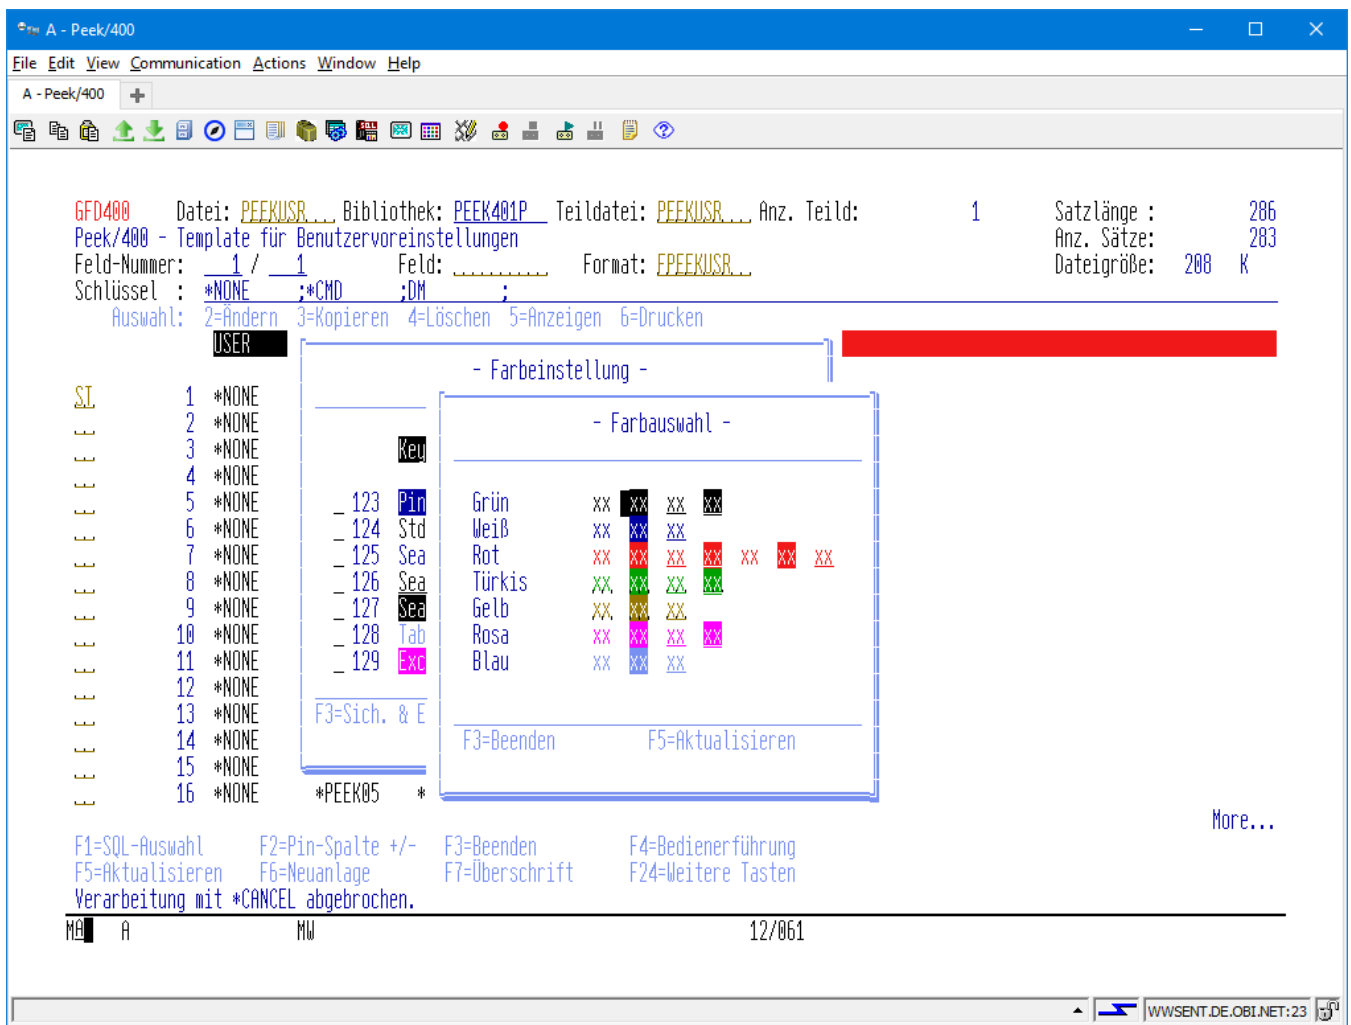 A - Peek/400
File Edit View Communication Actions Window Help
A - Peek/400
GFD400 Datei: PEEKUSR Bibliothek: PEEK401P Teildatei: PEEKUSR Anz. Teild: 1 Satzlänge : 286
Peek/400 - Template für Benutzervoreinstellungen Anz. Sätze: 283
Feld-Nummer: 1 / 1 Feld: Format: FPEEKUSR Dateigröße: 208 K
Schlüssel : *NONE ;*CMD ;DM ;
Auswahl: 2=Ändern 3=Kopieren 4=Löschen 5=Anzeigen 6=Drucken
USER
- Farbeinstellung -
ST 1 *NONE
2 *NONE - Farbauswahl -
3 *NONE Key
4 *NONE
5 *NONE _ 123 Pin Grün xx xx xx xx
6 *NONE _ 124 Std Weiß xx xx xx
7 *NONE _ 125 Sea Rot xx xx xx xx xx xx xx
8 *NONE _ 126 Sea Türkis xx xx xx xx
9 *NONE _ 127 Sea Gelb xx xx xx
10 *NONE _ 128 Tab Rosa xx xx xx xx
11 *NONE _ 129 Exc Blau xx xx xx
12 *NONE
13 *NONE F3=Sich. & E
14 *NONE F3=Beenden F5=Aktualisieren
15 *NONE
16 *NONE *PEEK05 *
More...
F1=SQL-Auswahl F2=Pin-Spalte +/- F3=Beenden F4=Bedienerführung
F5=Aktualisieren F6=Neuanlage F7=Überschrift F24=Weitere Tasten
Verarbeitung mit *CANCEL abgebrochen.
MA A MW 12/061
WWSENT.DE.OBI.NET:23